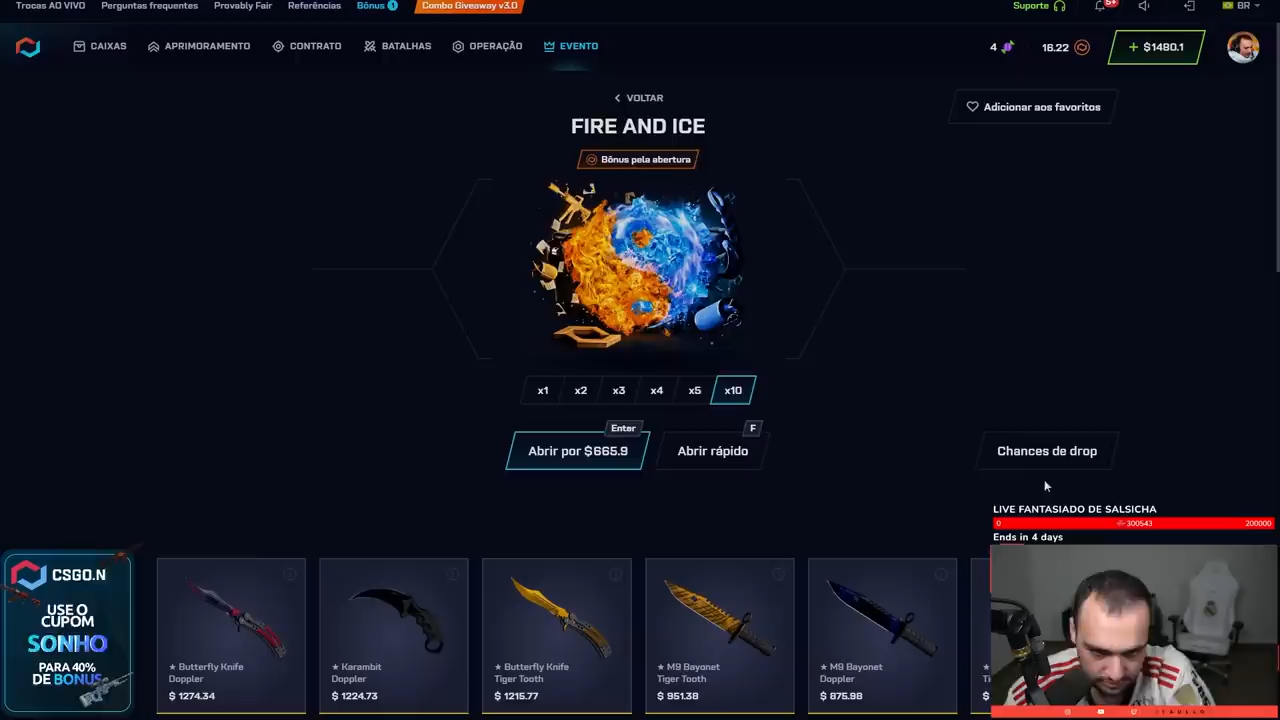 Trocas AO VIVO
Perguntas frequentes
Provably Fair
Referências
Bônus 1
Combo Giveaway v3.0
Suporte
5+
BR
CAIXAS
APRIMORAMENTO
CONTRATO
BATALHAS
OPERAÇÃO
EVENTO
4
16.22
+ $1480.1
VOLTAR
Adicionar aos favoritos
FIRE AND ICE
Bônus pela abertura
x1
x2
x3
x4
x5
x10
Enter
F
Abrir por $665.9
Abrir rápido
Chances de drop
LIVE FANTASIADO DE SALSICHA
0
300543
200000
Ends in 4 days
CSGO.N
USE O
CUPOM
SONHO
PARA 40%
DE BONUS
★ Butterfly Knife
Doppler
$ 1274.34
★ Karambit
Doppler
$ 1224.73
★ Butterfly Knife
Tiger Tooth
$ 1215.77
★ M9 Bayonet
Tiger Tooth
$ 951.38
★ M9 Bayonet
Doppler
$ 875.98